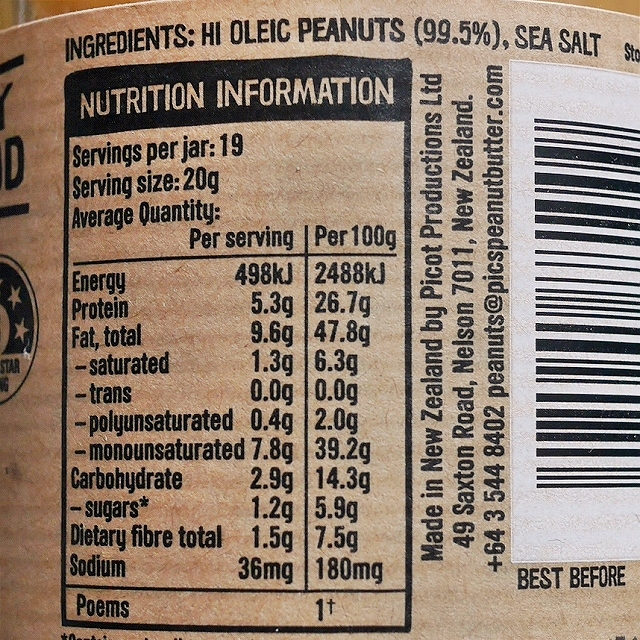 INGREDIENTS: HI OLEIC PEANUTS (99.5%), SEA SALT
NUTRITION INFORMATION
Servings per jar: 19
Serving size: 20g
Average Quantity:
Per serving Per 100g
Energy 498kJ 2488kJ
Protein 5.3g 26.7g
Fat, total 9.6g 47.8g
– saturated 1.3g 6.3g
– trans 0.0g 0.0g
– polyunsaturated 0.4g 2.0g
– monounsaturated 7.8g 39.2g
Carbohydrate 2.9g 14.3g
– sugars* 1.2g 5.9g
Dietary fibre total 1.5g 7.5g
Sodium 36mg 180mg
Poems 1†
Made in New Zealand by Picot Productions Ltd
49 Saxton Road, Nelson 7011, New Zealand.
+64 3 544 8402 peanuts@picspeanutbutter.com
BEST BEFORE